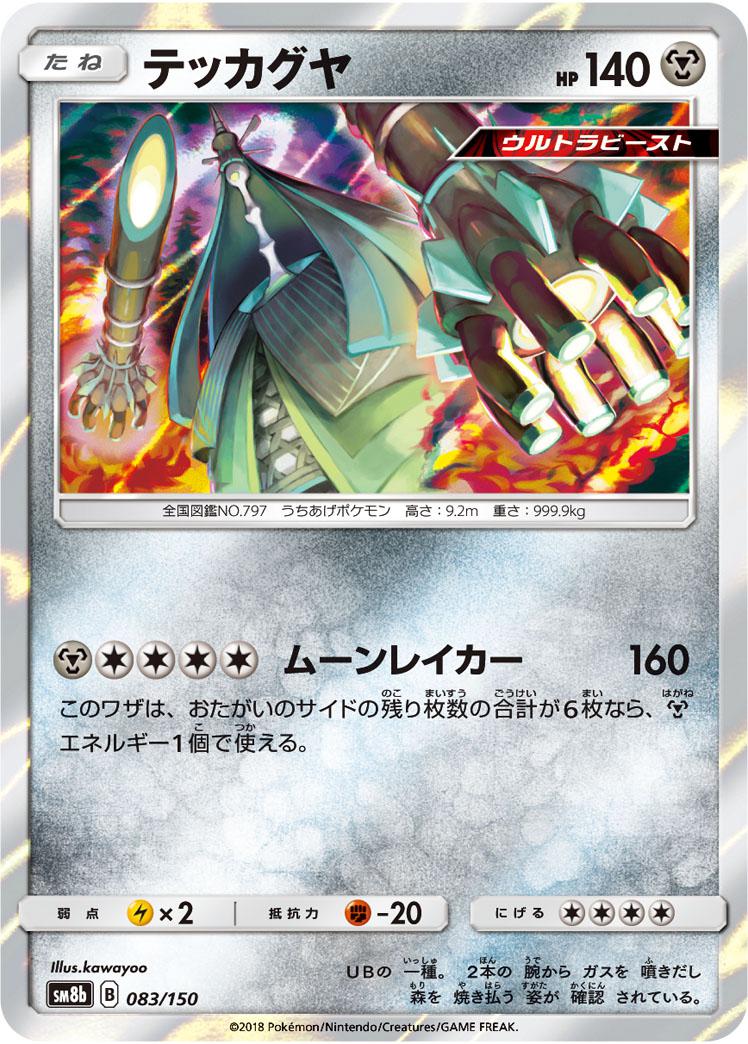 たね テッカグヤ HP 140
ウルトラビースト
全国図鑑NO.797 うちあげポケモン 高さ：9.2m 重さ：999.9kg
ムーンレイカー 160
このワザは、おたがいのサイドの残り枚数の合計が6枚なら、
エネルギー1個で使える。
弱点 ×2 抵抗力 -20 にげる
Illus.kawayoo
UBの 一種。 2本の 腕から ガスを 噴きだし
森を 焼き払う 姿が 確認 されている。
SM8b B 083/150
©2018 Pokémon/Nintendo/Creatures/GAME FREAK.